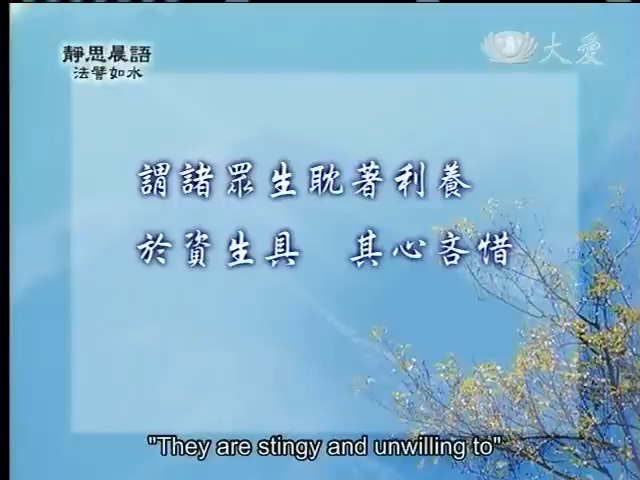 靜思晨語
法譬如水
大愛
謂諸眾生耽著利養
於資生具 其心吝惜
"They are stingy and unwilling to"